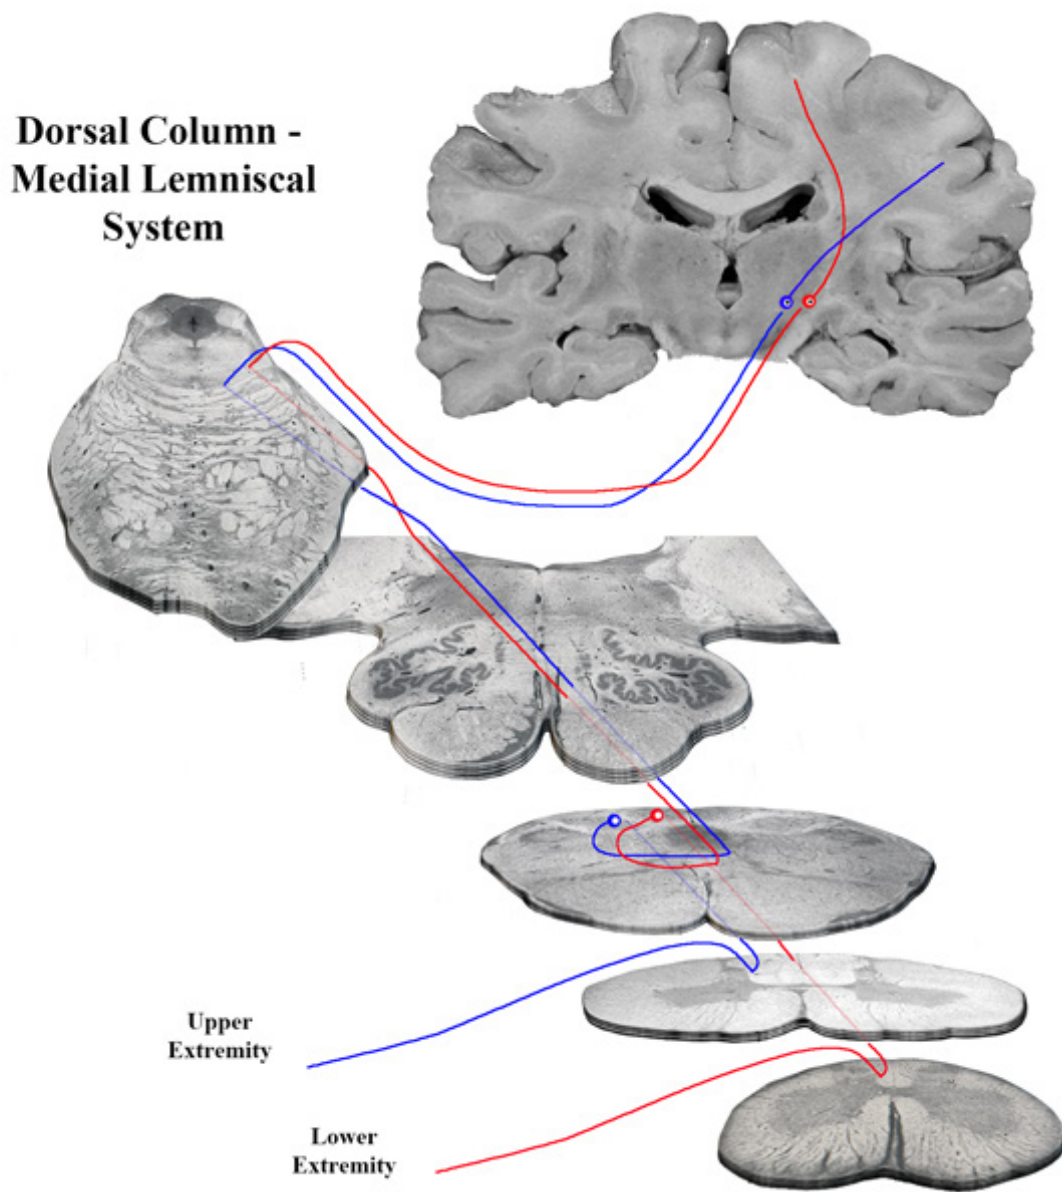 Dorsal Column -
Medial Lemniscal
System
Upper
Extremity
Lower
Extremity